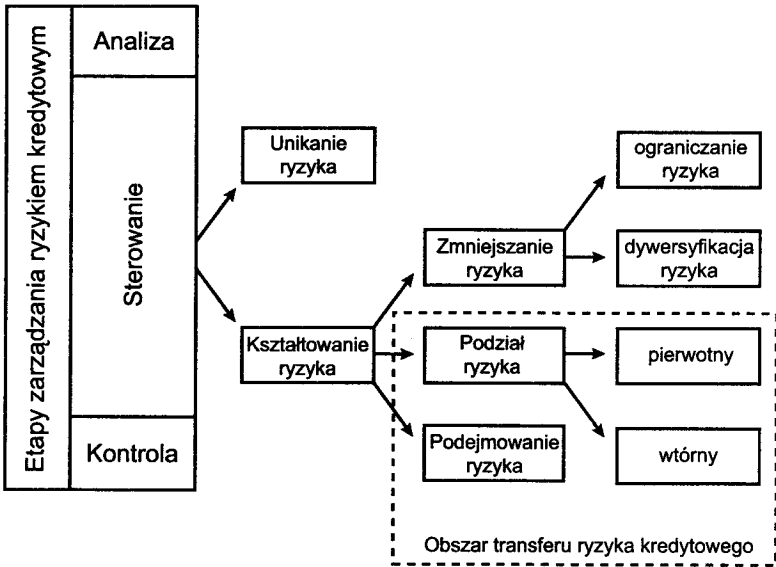 Etapy zarządzania ryzykiem kredytowym
Analiza
Sterowanie
Kontrola
Unikanie
ryzyka
Kształtowanie
ryzyka
Zmniejszanie
ryzyka
Podział
ryzyka
Podejmowanie
ryzyka
ograniczanie
ryzyka
dywersyfikacja
ryzyka
pierwotny
wtórny
Obszar transferu ryzyka kredytowego